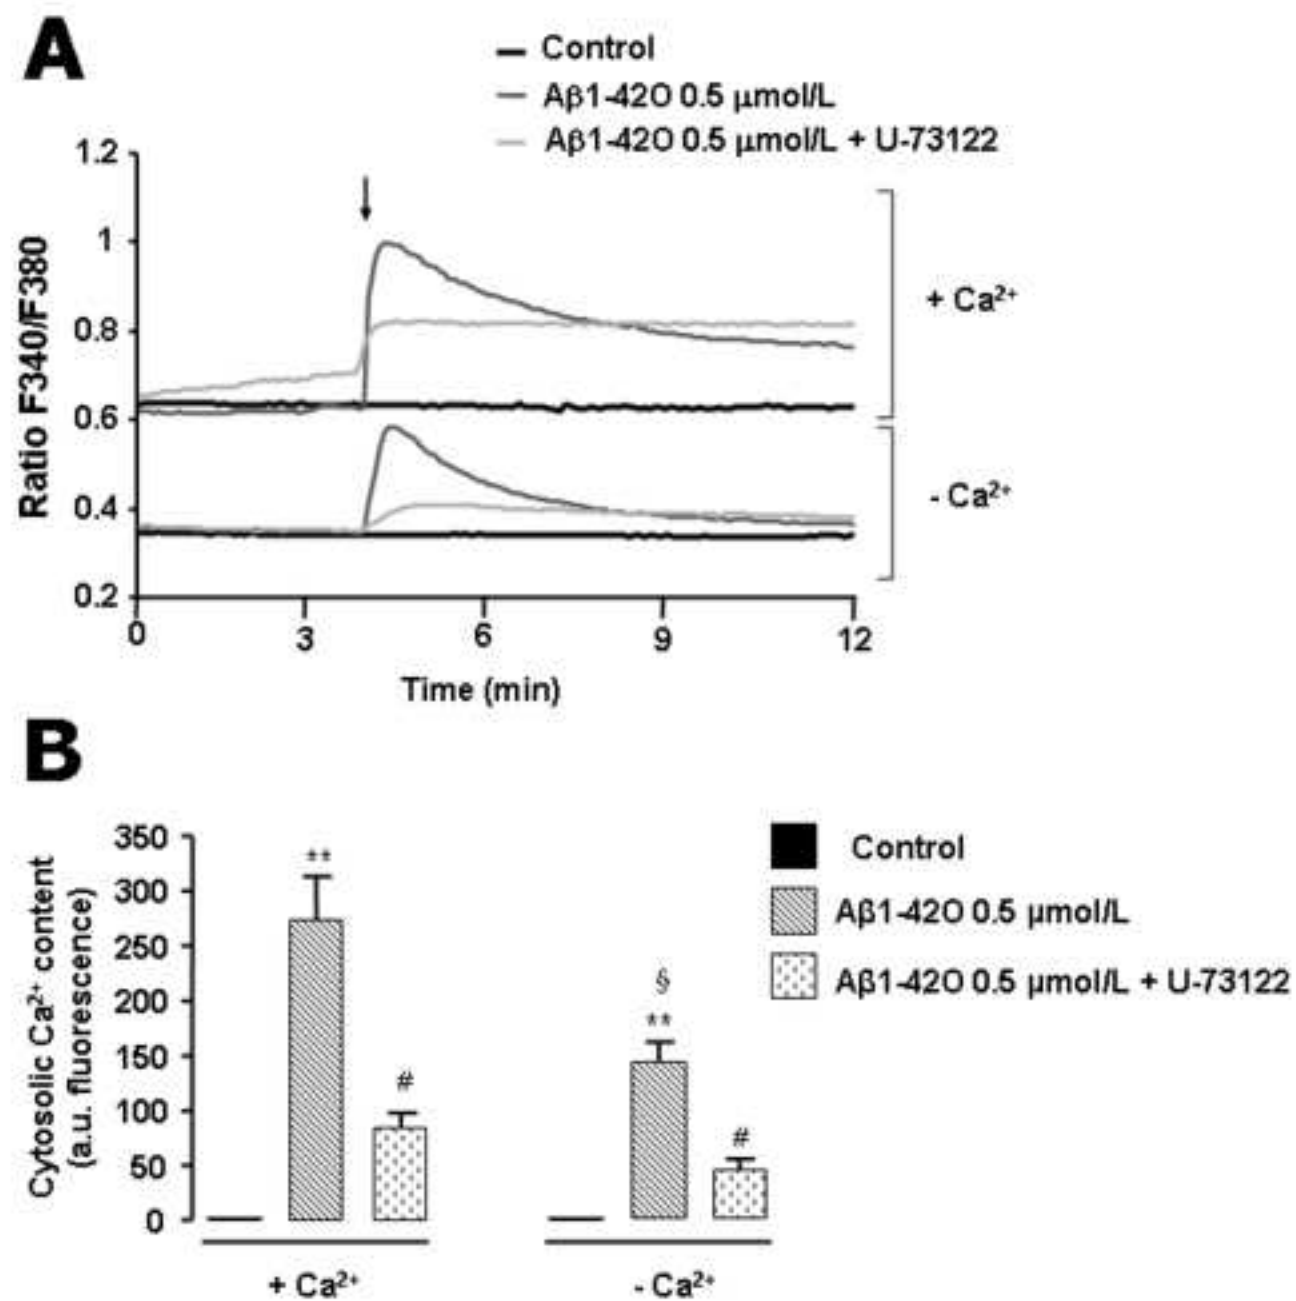 A
Control
Aβ1-42O 0.5 µmol/L
Aβ1-42O 0.5 µmol/L + U-73122
1.2
1
0.8
0.6
0.4
0.2
Ratio F340/F380
+ Ca²⁺
- Ca²⁺
0 3 6 9 12
Time (min)
B
350
300
250
200
150
100
50
0
Cytosolic Ca²⁺ content
(a.u. fluorescence)
**
#
§
**
#
Control
Aβ1-42O 0.5 µmol/L
Aβ1-42O 0.5 µmol/L + U-73122
+ Ca²⁺ - Ca²⁺